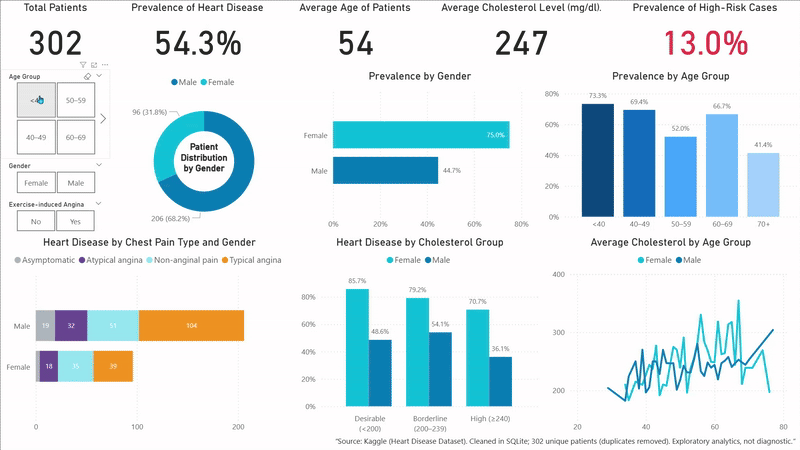 Total Patients
302
Prevalence of Heart Disease
54.3%
Average Age of Patients
54
Average Cholesterol Level (mg/dl).
247
Prevalence of High-Risk Cases
13.0%
Age Group
50–59
40–49
60–69
Gender
Female
Male
Exercise-induced Angina
No
Yes
Male
Female
96 (31.8%)
Patient
Distribution
by Gender
206 (68.2%)
Prevalence by Gender
Female
75.0%
Male
44.7%
0%
25%
50%
75%
Prevalence by Age Group
80%
60%
40%
20%
0%
73.3%
69.4%
52.0%
66.7%
41.4%
<40
40–49
50–59
60–69
70+
Heart Disease by Chest Pain Type and Gender
Asymptomatic
Atypical angina
Non-anginal pain
Typical angina
Male
19
32
51
104
Female
18
35
39
0
100
200
Heart Disease by Cholesterol Group
Female
Male
80%
60%
40%
20%
0%
85.7%
48.6%
79.2%
54.1%
70.7%
36.1%
Desirable
(<200)
Borderline
(200–239)
High (≥240)
Average Cholesterol by Age Group
Female
Male
400
300
200
20
40
60
80
"Source: Kaggle (Heart Disease Dataset). Cleaned in SQLite; 302 unique patients (duplicates removed). Exploratory analytics, not diagnostic."